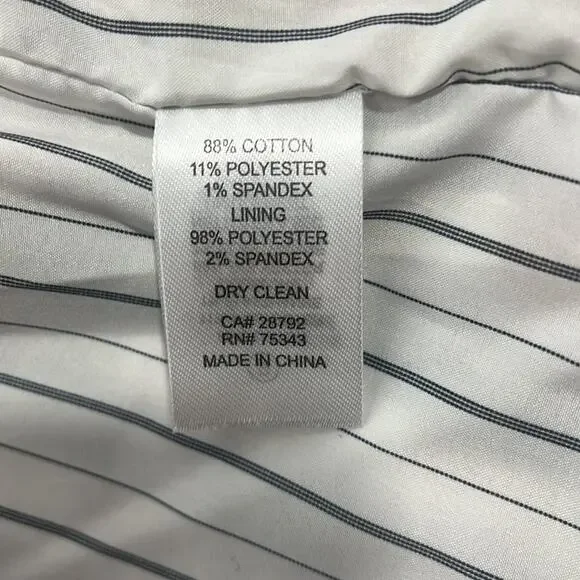 88% COTTON
11% POLYESTER
1% SPANDEX
LINING
98% POLYESTER
2% SPANDEX
DRY CLEAN
CA# 28792
RN# 75343
MADE IN CHINA